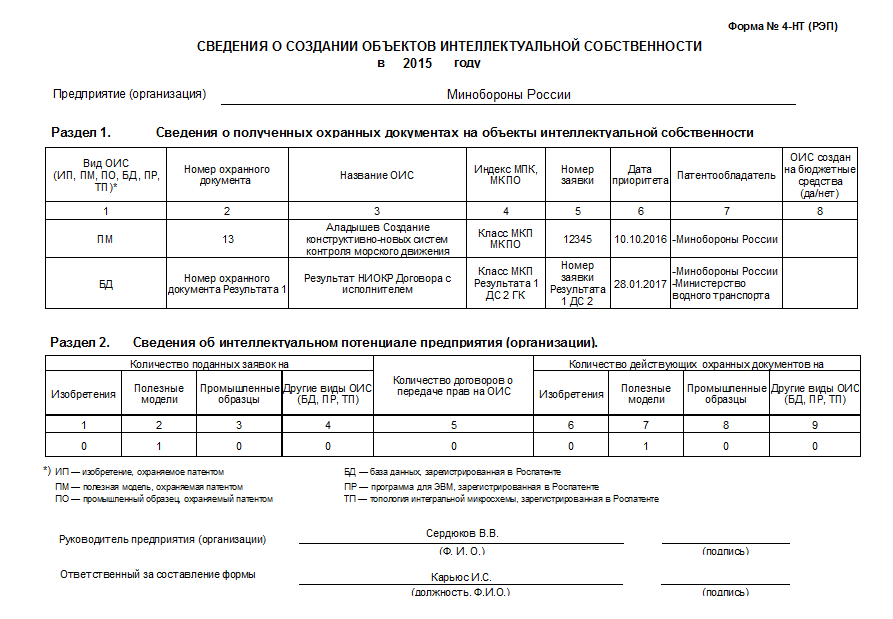 Форма № 4-НТ (РЭП)
СВЕДЕНИЯ О СОЗДАНИИ ОБЪЕКТОВ ИНТЕЛЛЕКТУАЛЬНОЙ СОБСТВЕННОСТИ
в 2015 году
Предприятие (организация) Минобороны России
Раздел 1. Сведения о полученных охранных документах на объекты интеллектуальной собственности
Вид ОИС
(ИП, ПМ, ПО, БД, ПР,
ТП)*
Номер охранного
документа
Название ОИС
Индекс МПК,
МКПО
Номер
заявки
Дата
приоритета
Патентообладатель
ОИС создан
на бюджетные
средства
(да/нет)
1 2 3 4 5 6 7 8
ПМ
13
Аладышев Создание
конструктивно-новых систем
контроля морского движения
Класс МКП
МКПО
12345
10.10.2016
-Минобороны России
БД
Номер охранного
документа Результата 1
Результат НИОКР Договора с
исполнителем
Класс МКП
Результата 1
ДС 2 ГК
Номер
заявки
Результата
1 ДС 2
28.01.2017
-Минобороны России
-Министерство
водного транспорта
Раздел 2. Сведения об интеллектуальном потенциале предприятия (организации).
Количество поданных заявок на
Количество договоров о
передаче прав на ОИС
Количество действующих охранных документов на
Изобретения
Полезные
модели
Промышленные
образцы
Другие виды ОИС
(БД, ПР, ТП)
Изобретения
Полезные
модели
Промышленные
образцы
Другие виды ОИС
(БД, ПР, ТП)
1 2 3 4 5 6 7 8 9
0 1 0 0 0 0 1 0 0
*) ИП — изобретение, охраняемое патентом
ПМ — полезная модель, охраняемая патентом
ПО — промышленный образец, охраняемый патентом
БД — база данных, зарегистрированная в Роспатенте
ПР — программа для ЭВМ, зарегистрированная в Роспатенте
ТП — топология интегральной микросхемы, зарегистрированная в Роспатенте
Руководитель предприятия (организации) Сердюков В.В.
(Ф. И. О.) (подпись)
Ответственный за составление формы Карьюс И.С.
(должность, Ф.И.О.) (подпись)